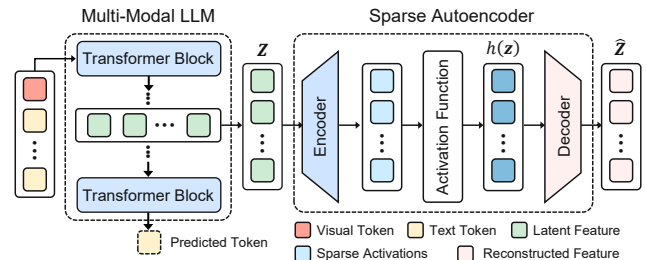 Multi-Modal LLM
Sparse Autoencoder
Transformer Block
Z
h(z)
Ẑ
Encoder
Activation Function
Decoder
Transformer Block
Predicted Token
Visual Token
Text Token
Latent Feature
Sparse Activations
Reconstructed Feature